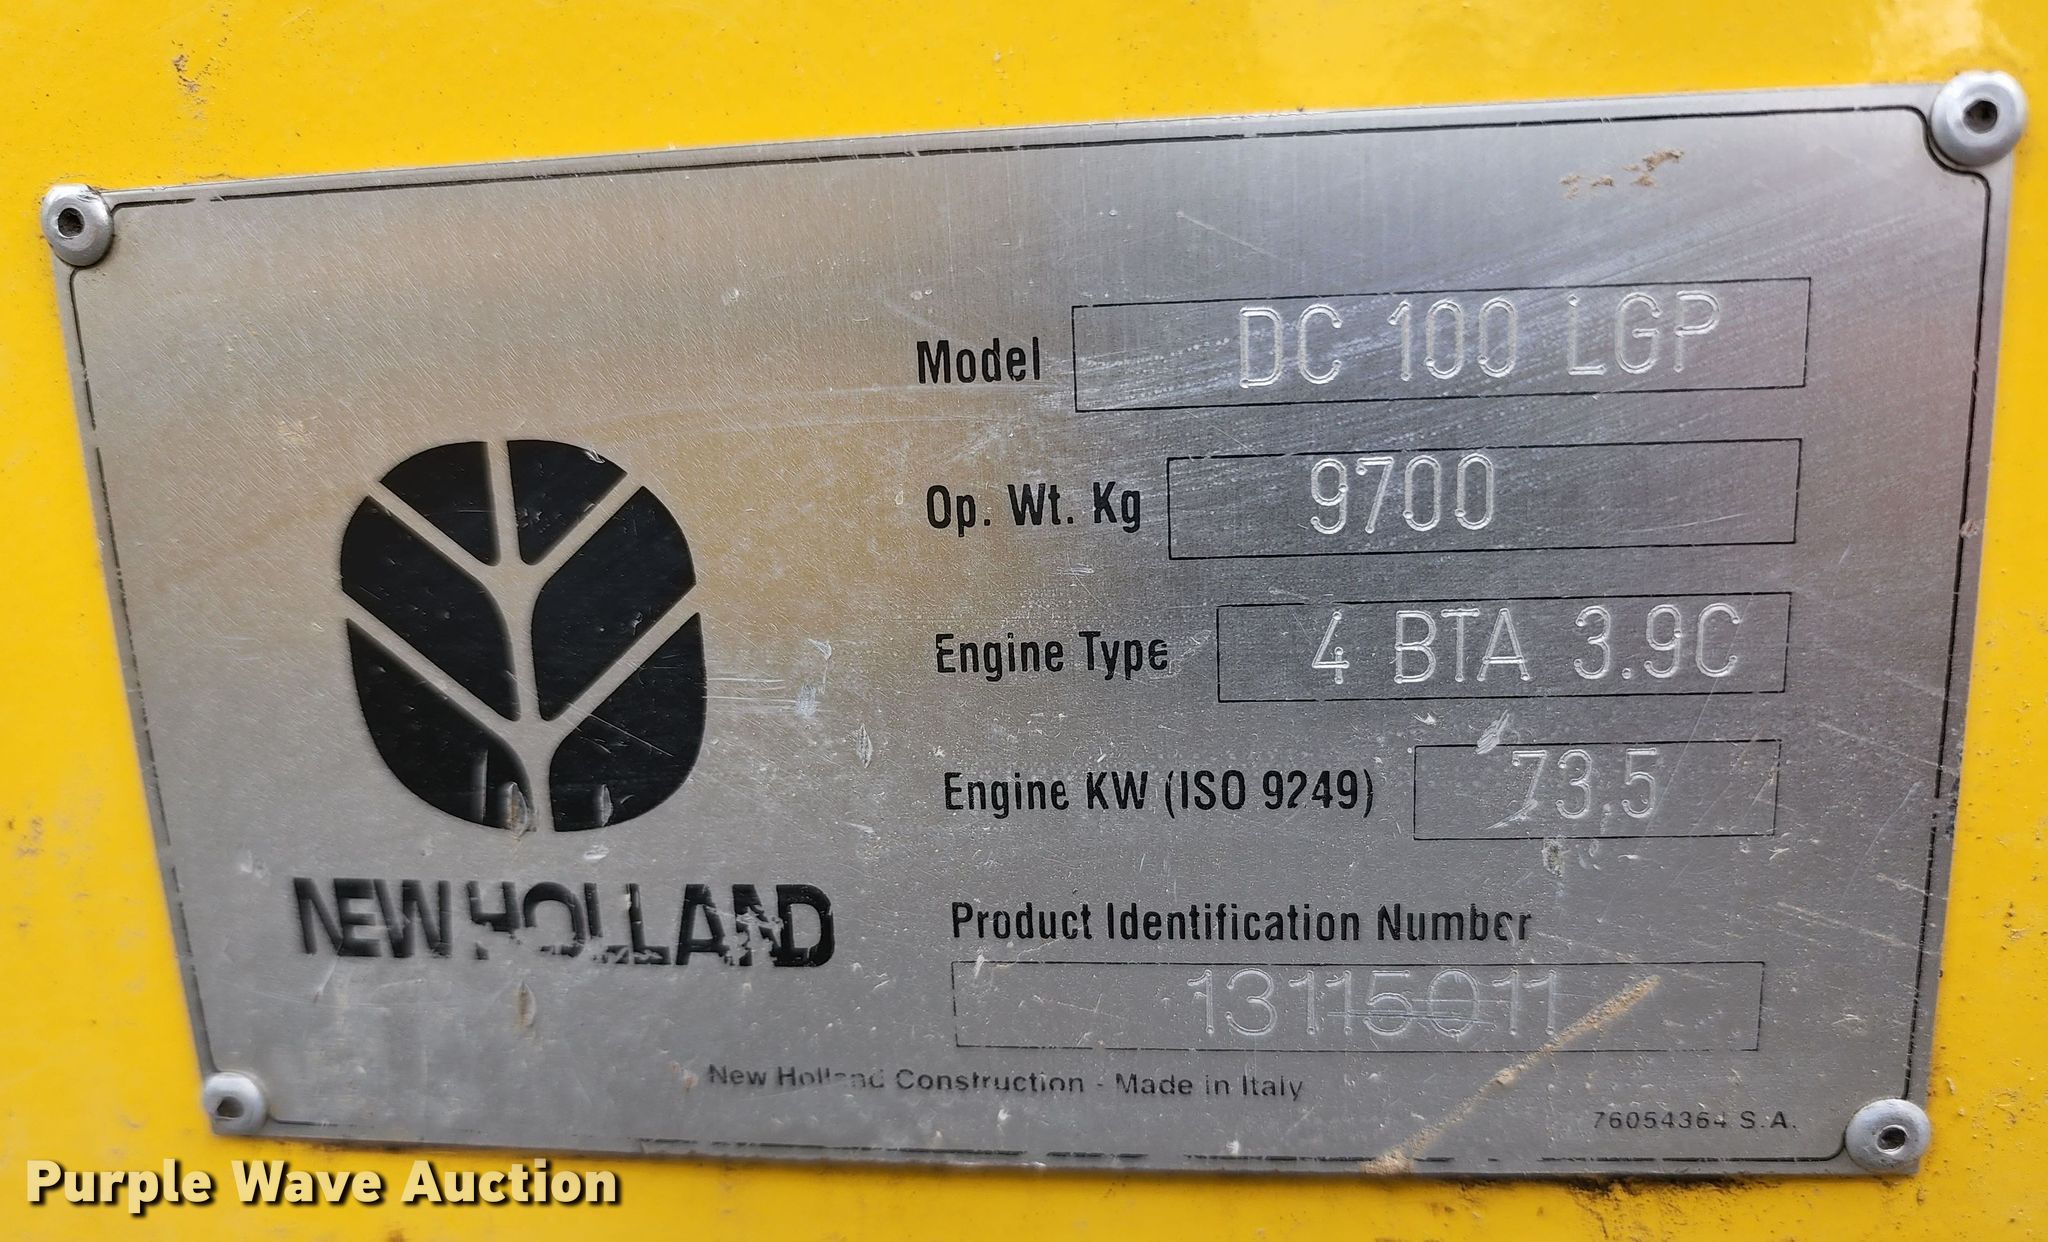 Model DC 100 LGP
Op. Wt. Kg 9700
Engine Type 4 BTA 3.9C
Engine KW (ISO 9249) 73,5
NEW HOLLAND
Product Identification Number
13115011
New Holland Construction - Made in Italy
76054364 S.A.
Purple Wave Auction